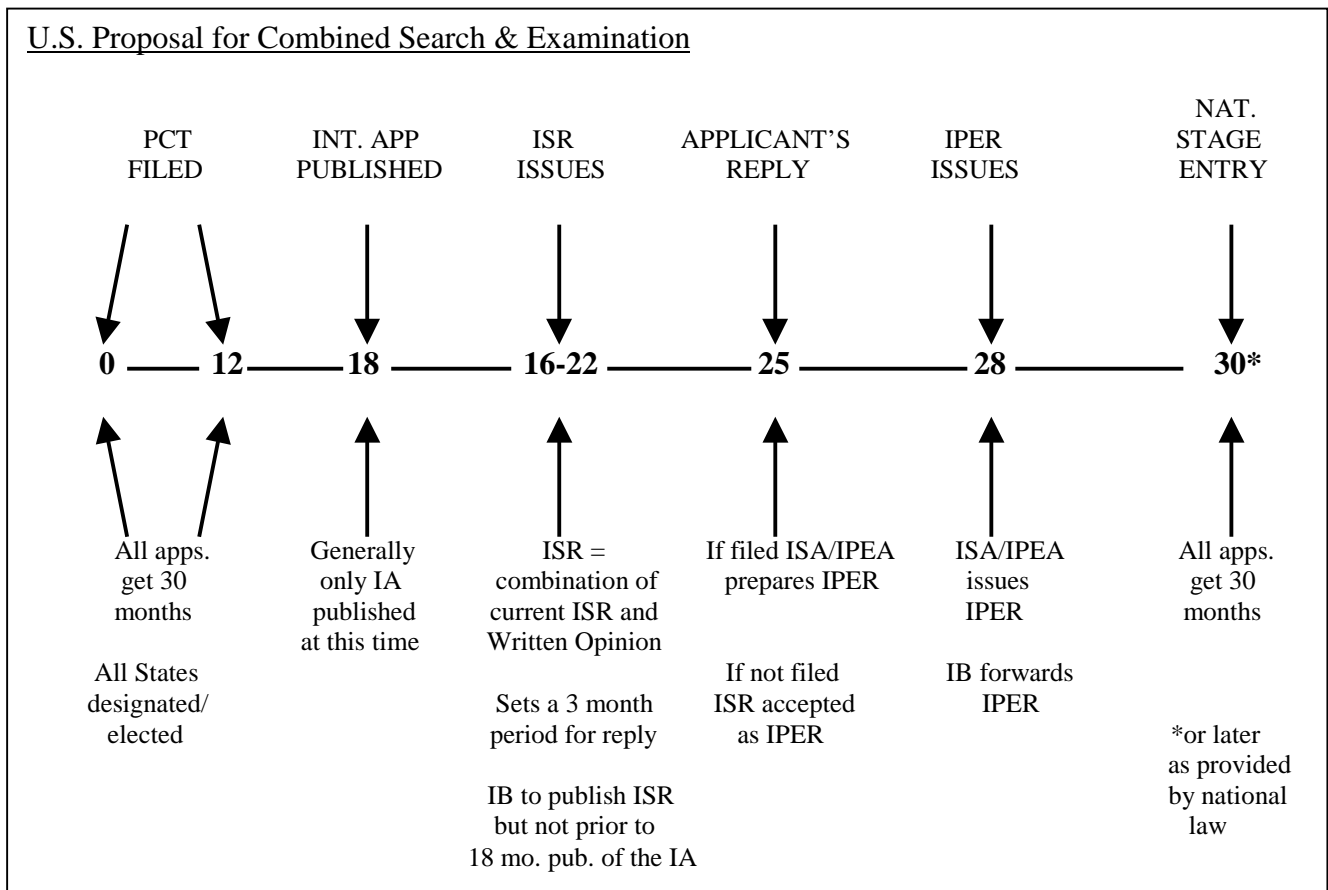 U.S. Proposal for Combined Search & Examination
PCT
FILED
INT. APP
PUBLISHED
ISR
ISSUES
APPLICANT'S
REPLY
IPER
ISSUES
NAT.
STAGE
ENTRY
0
12
18
16-22
25
28
30*
All apps.
get 30
months
All States
designated/
elected
Generally
only IA
published
at this time
ISR =
combination of
current ISR and
Written Opinion
Sets a 3 month
period for reply
IB to publish ISR
but not prior to
18 mo. pub. of the IA
If filed ISA/IPEA
prepares IPER
If not filed
ISR accepted
as IPER
ISA/IPEA
issues
IPER
IB forwards
IPER
All apps.
get 30
months
*or later
as provided
by national
law